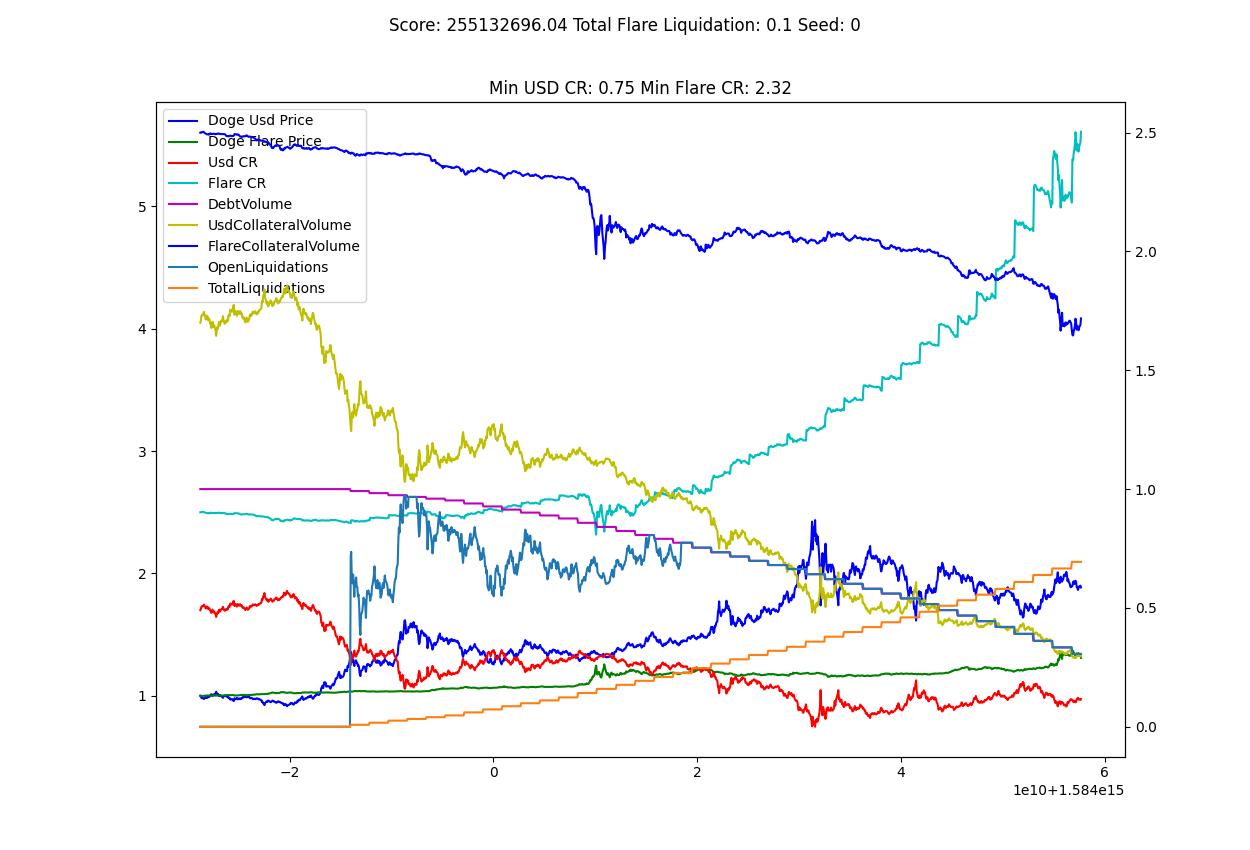 Score: 255132696.04 Total Flare Liquidation: 0.1 Seed: 0
Min USD CR: 0.75 Min Flare CR: 2.32
Doge Usd Price
Doge Flare Price
Usd CR
Flare CR
DebtVolume
UsdCollateralVolume
FlareCollateralVolume
OpenLiquidations
TotalLiquidations
5
4
3
2
1
2.5
2.0
1.5
1.0
0.5
0.0
−2
0
2
4
6
1e10+1.584e15